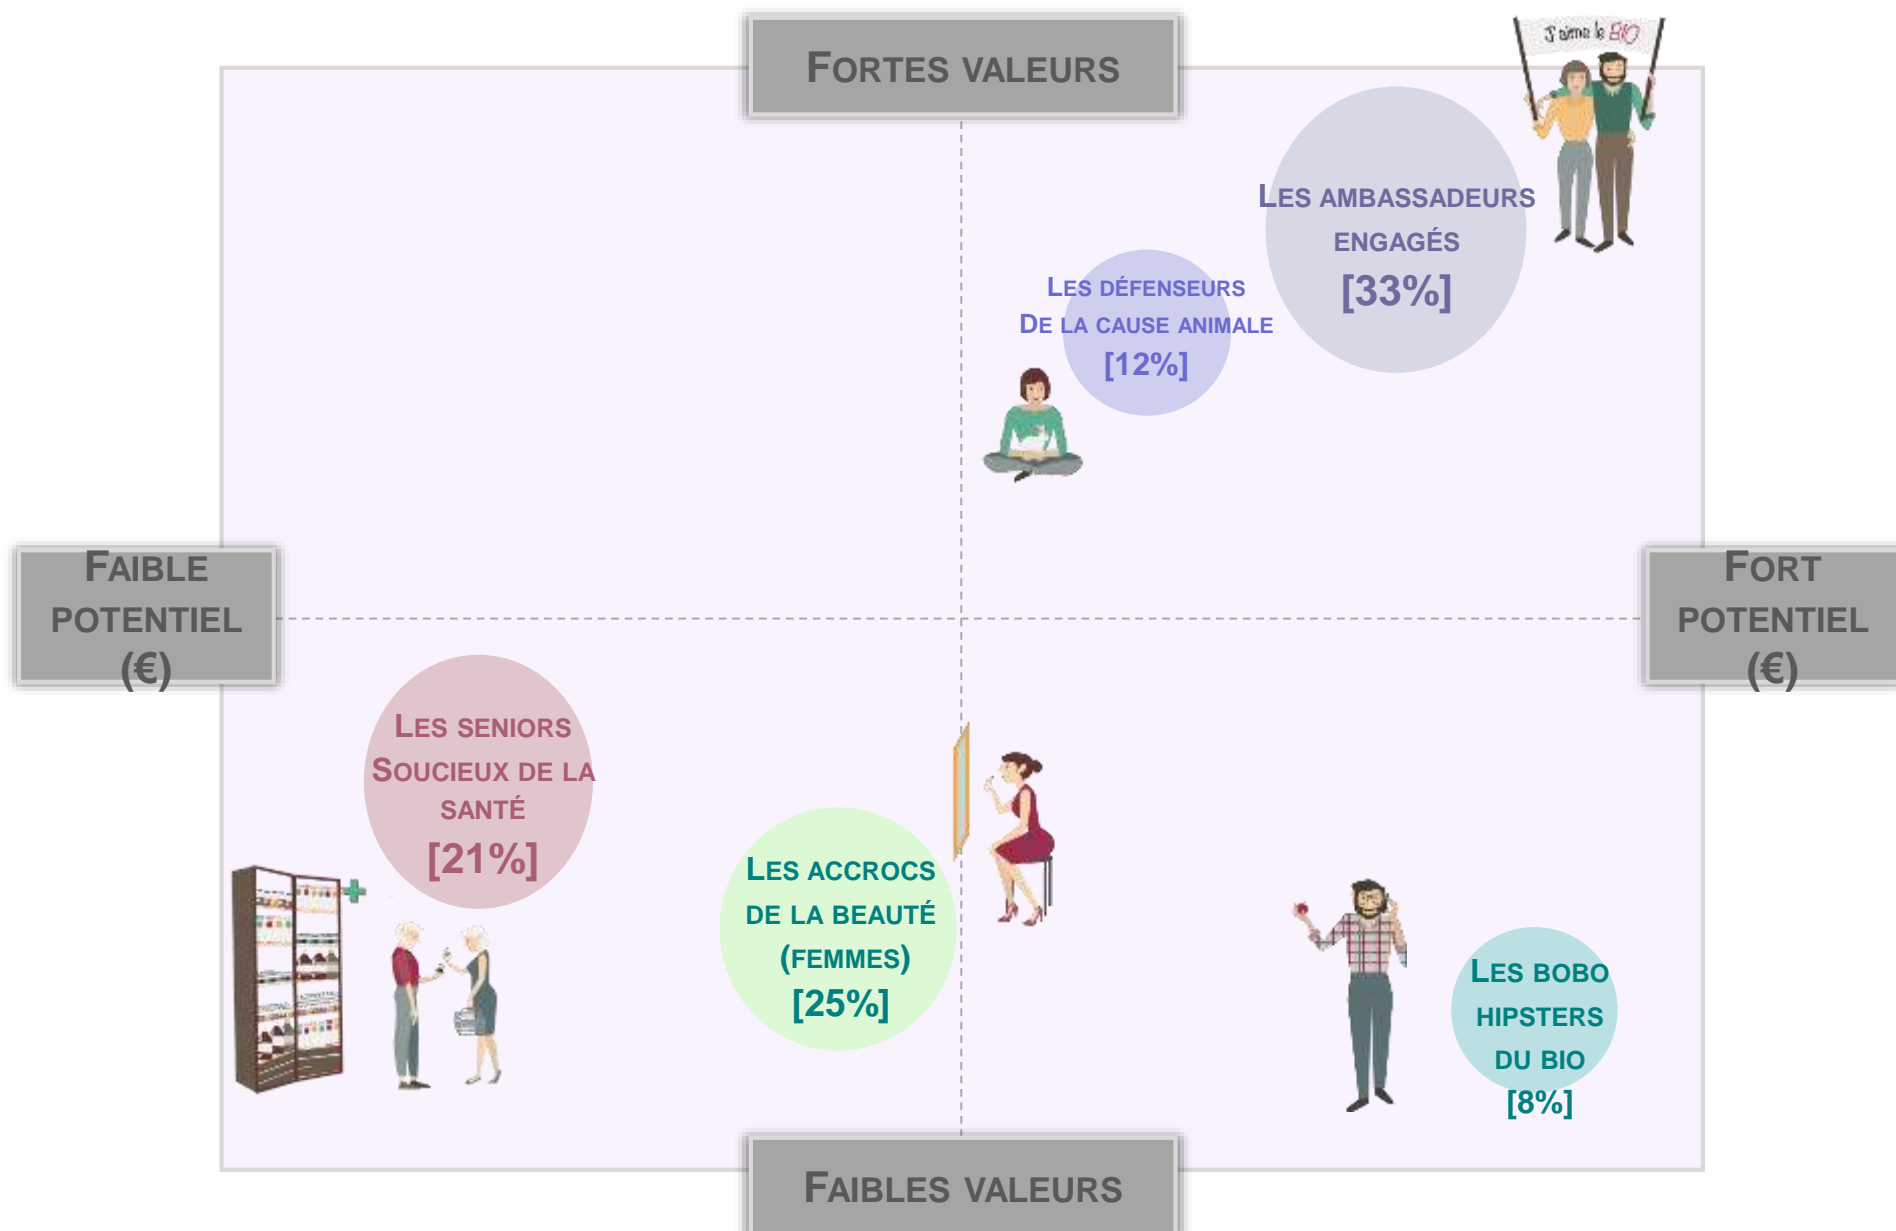 J'aime le BIO
FORTES VALEURS
LES AMBASSADEURS
ENGAGÉS
[33%]
LES DÉFENSEURS
DE LA CAUSE ANIMALE
[12%]
FAIBLE
POTENTIEL
(€)
FORT
POTENTIEL
(€)
LES SENIORS
SOUCIEUX DE LA
SANTÉ
[21%]
LES ACCROCS
DE LA BEAUTÉ
(FEMMES)
[25%]
LES BOBO
HIPSTERS
DU BIO
[8%]
FAIBLES VALEURS